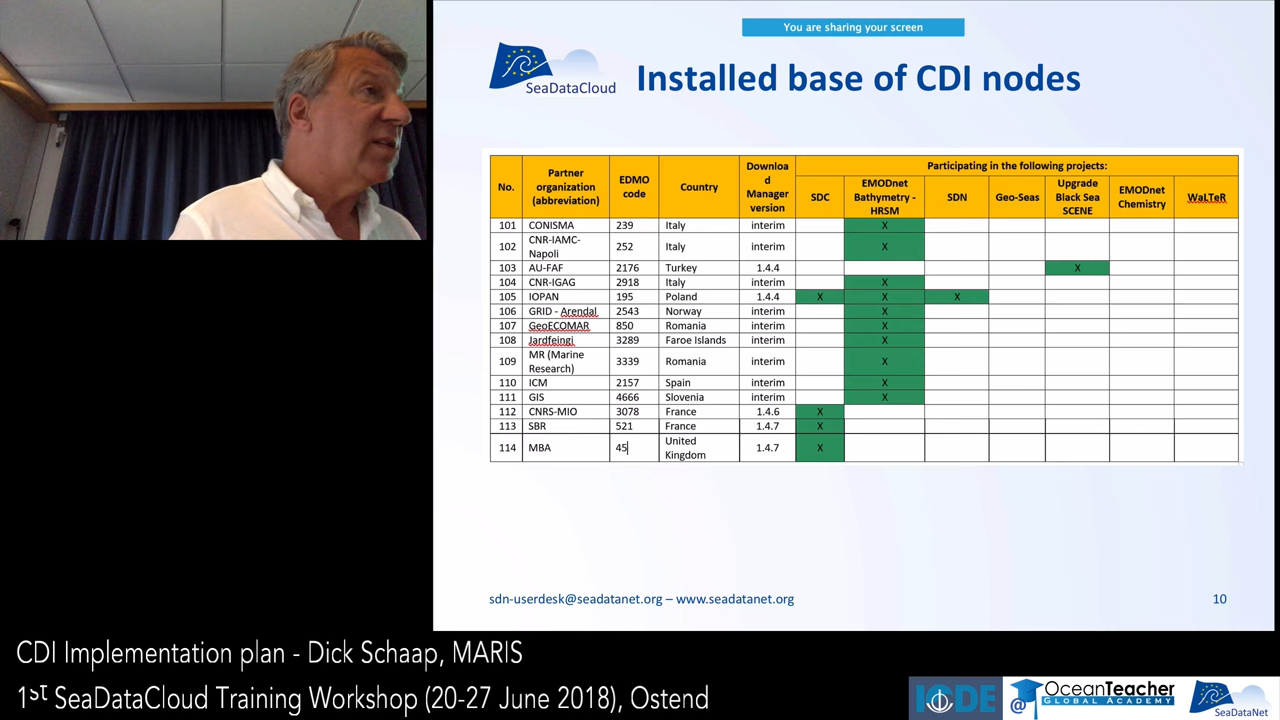 You are sharing your screen
SeaDataCloud
Installed base of CDI nodes
No. Partner organization (abbreviation) EDMO code Country Download Manager version Participating in the following projects:
SDC EMODnet Bathymetry - HRSM SDN Geo-Seas Upgrade Black Sea SCENE EMODnet Chemistry WaLTeR
101 CONISMA 239 Italy interim X
102 CNR-IAMC-Napoli 252 Italy interim X
103 AU-FAF 2176 Turkey 1.4.4 X
104 CNR-IGAG 2918 Italy interim X
105 IOPAN 195 Poland 1.4.4 X X X
106 GRID - Arendal 2543 Norway interim X
107 GeoECOMAR 850 Romania interim X
108 Jardfeingi 3289 Faroe Islands interim X
109 MR (Marine Research) 3339 Romania interim X
110 ICM 2157 Spain interim X
111 GIS 4666 Slovenia interim X
112 CNRS-MIO 3078 France 1.4.6 X
113 SBR 521 France 1.4.7 X
114 MBA 45 United Kingdom 1.4.7 X
sdn-userdesk@seadatanet.org – www.seadatanet.org 10
CDI Implementation plan - Dick Schaap, MARIS
1st SeaDataCloud Training Workshop (20-27 June 2018), Ostend
IODE
@ OceanTeacher
GLOBAL ACADEMY
SeaDataNet